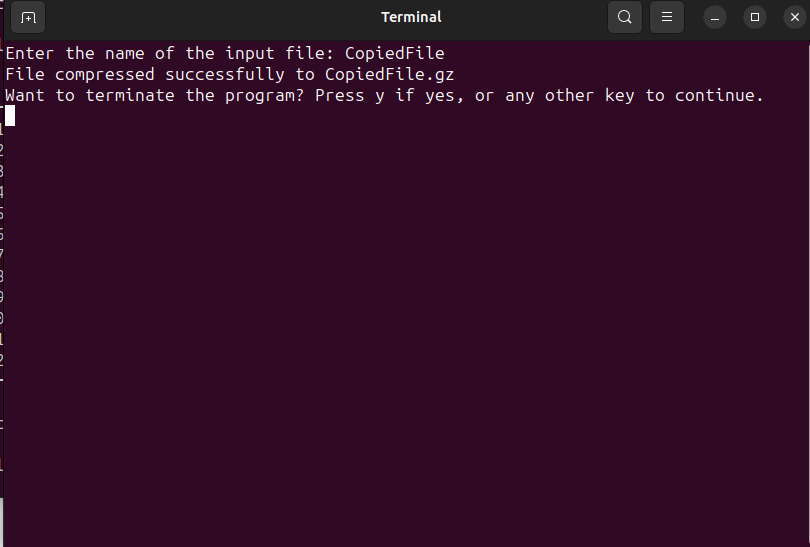 Terminal
Enter the name of the input file: CopiedFile
File compressed successfully to CopiedFile.gz
Want to terminate the program? Press y if yes, or any other key to continue.